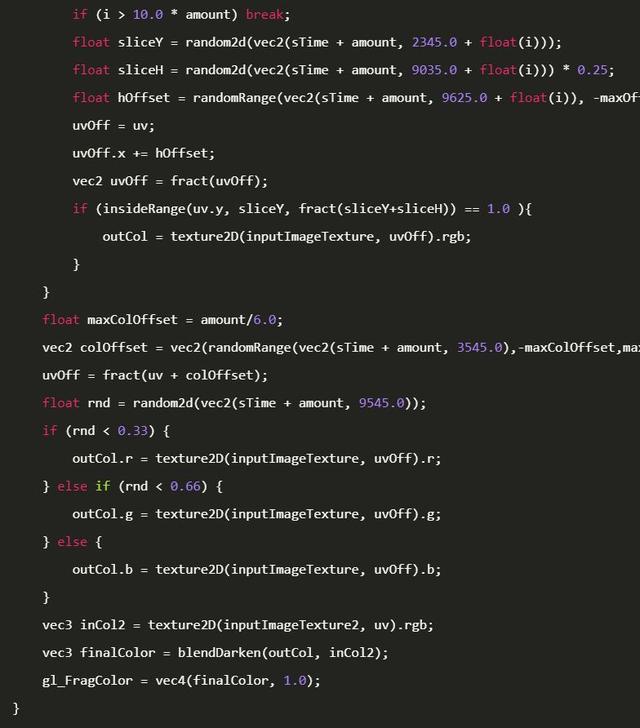 if (i > 10.0 * amount) break;
float sliceY = random2d(vec2(sTime + amount, 2345.0 + float(i)));
float sliceH = random2d(vec2(sTime + amount, 9035.0 + float(i))) * 0.25;
float hOffset = randomRange(vec2(sTime + amount, 9625.0 + float(i)), -maxOf
uvOff = uv;
uvOff.x += hOffset;
vec2 uvOff = fract(uvOff);
if (insideRange(uv.y, sliceY, fract(sliceY+sliceH)) == 1.0 ){
outCol = texture2D(inputImageTexture, uvOff).rgb;
}
}
float maxColOffset = amount/6.0;
vec2 colOffset = vec2(randomRange(vec2(sTime + amount, 3545.0),-maxColOffset,ma
uvOff = fract(uv + colOffset);
float rnd = random2d(vec2(sTime + amount, 9545.0));
if (rnd < 0.33) {
outCol.r = texture2D(inputImageTexture, uvOff).r;
} else if (rnd < 0.66) {
outCol.g = texture2D(inputImageTexture, uvOff).g;
} else {
outCol.b = texture2D(inputImageTexture, uvOff).b;
}
vec3 inCol2 = texture2D(inputImageTexture2, uv).rgb;
vec3 finalColor = blendDarken(outCol, inCol2);
gl_FragColor = vec4(finalColor, 1.0);
}